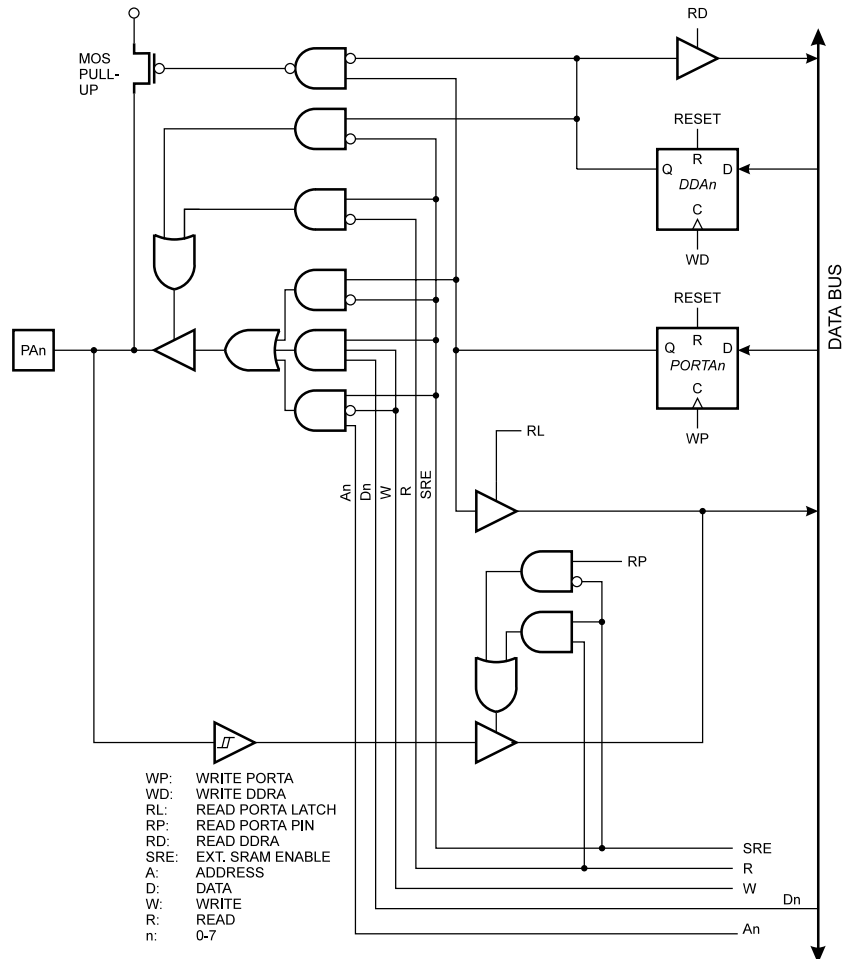 RD
MOS
PULL-
UP
RESET
R
Q
D
DDAn
C
WD
RESET
R
Q
D
PORTAn
C
WP
DATA BUS
PAn
RL
An
Dn
W
R
SRE
RP
WP: WRITE PORTA
WD: WRITE DDRA
RL: READ PORTA LATCH
RP: READ PORTA PIN
RD: READ DDRA
SRE: EXT. SRAM ENABLE
A: ADDRESS
D: DATA
W: WRITE
R: READ
n: 0-7
SRE
R
W
Dn
An